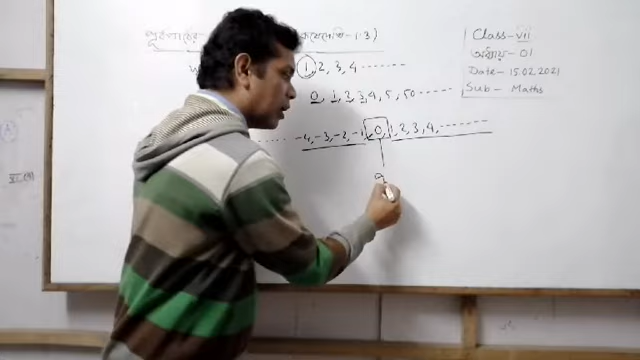 (কষে দেখি - 1.3)
1, 2, 3, 4 --------
0, 1, 2, 3, 4, 5, 50 ------
------ -4, -3, -2, -1, 0, 1, 2, 3, 4, -------
Class - VII
অধ্যায় - 01
Date - 15.02.2021
Sub - Maths